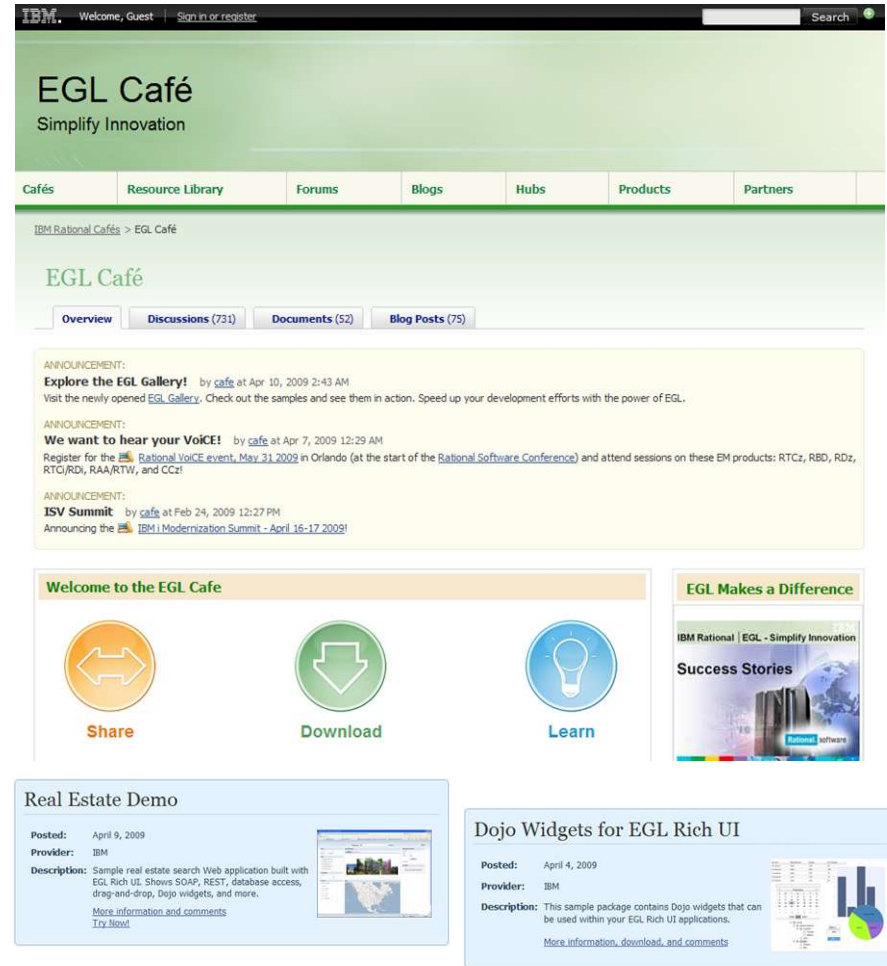 IBM. Welcome, Guest | Sign in or register Search
EGL Café
Simplify Innovation
Cafés Resource Library Forums Blogs Hubs Products Partners
IBM Rational Cafés > EGL Café
EGL Café
Overview Discussions (731) Documents (52) Blog Posts (75)
ANNOUNCEMENT:
Explore the EGL Gallery! by cafe at Apr 10, 2009 2:43 AM
Visit the newly opened EGL Gallery. Check out the samples and see them in action. Speed up your development efforts with the power of EGL.
ANNOUNCEMENT:
We want to hear your VoiCE! by cafe at Apr 7, 2009 12:29 AM
Register for the Rational VoiCE event, May 31 2009 in Orlando (at the start of the Rational Software Conference) and attend sessions on these EM products: RTCz, RBD, RDz,
RTCi/RDi, RAA/RTW, and CCz!
ANNOUNCEMENT:
ISV Summit by cafe at Feb 24, 2009 12:27 PM
Announcing the IBM i Modernization Summit - April 16-17 2009!
Welcome to the EGL Cafe
Share
Download
Learn
EGL Makes a Difference
IBM
IBM Rational | EGL - Simplify Innovation
Success Stories
Rational. software
Real Estate Demo
Posted: April 9, 2009
Provider: IBM
Description: Sample real estate search Web application built with
EGL Rich UI. Shows SOAP, REST, database access,
drag-and-drop, Dojo widgets, and more.
More information and comments
Try Now!
Dojo Widgets for EGL Rich UI
Posted: April 4, 2009
Provider: IBM
Description: This sample package contains Dojo widgets that can
be used within your EGL Rich UI applications.
More information, download, and comments